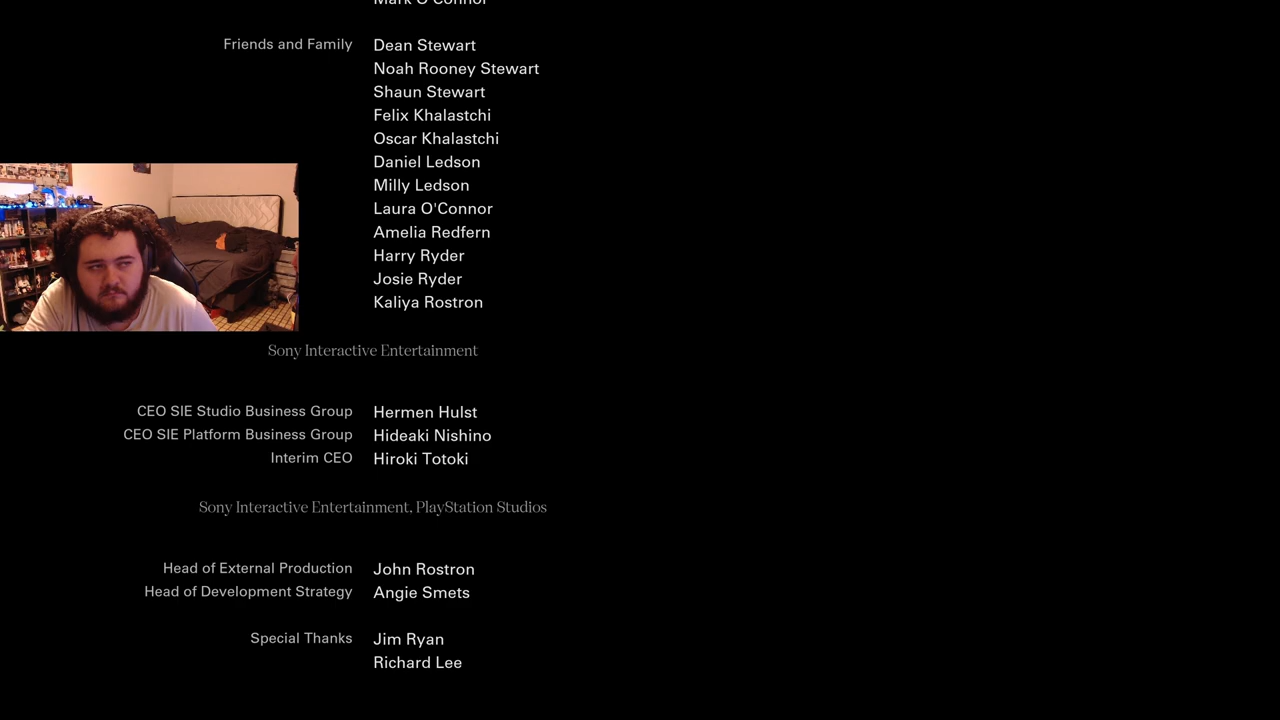 Friends and Family Dean Stewart
Noah Rooney Stewart
Shaun Stewart
Felix Khalastchi
Oscar Khalastchi
Daniel Ledson
Milly Ledson
Laura O'Connor
Amelia Redfern
Harry Ryder
Josie Ryder
Kaliya Rostron
Sony Interactive Entertainment
CEO SIE Studio Business Group Hermen Hulst
CEO SIE Platform Business Group Hideaki Nishino
Interim CEO Hiroki Totoki
Sony Interactive Entertainment, PlayStation Studios
Head of External Production John Rostron
Head of Development Strategy Angie Smets
Special Thanks Jim Ryan
Richard Lee